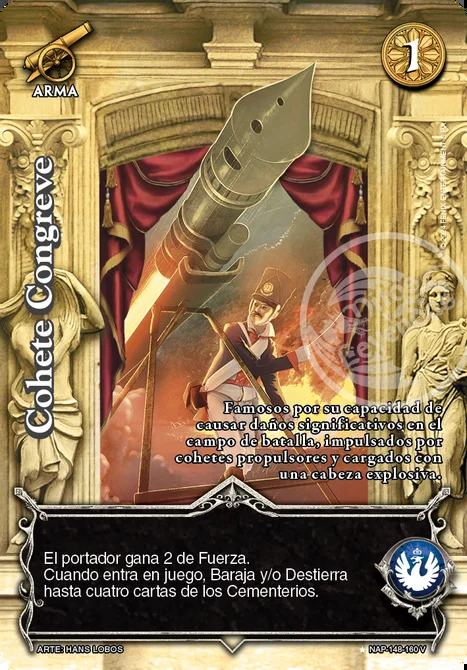 ARMA
1
Cohete Congreve
Famosos por su capacidad de
causar daños significativos en el
campo de batalla, impulsados por
cohetes propulsores y cargados con
una cabeza explosiva.
El portador gana 2 de Fuerza.
Cuando entra en juego, Baraja y/o Destierra
hasta cuatro cartas de los Cementerios.
ARTE: HANS LOBOS
NAP-148-160 V